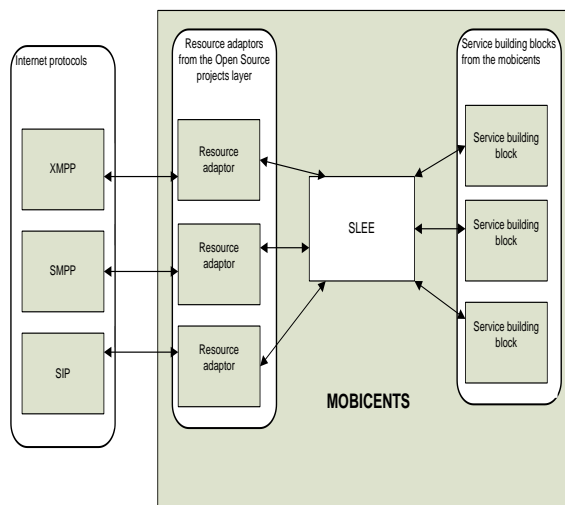 Internet protocols
XMPP
SMPP
SIP
Resource adaptors
from the Open Source
projects layer
Resource
adaptor
Resource
adaptor
Resource
adaptor
SLEE
MOBICENTS
Service building blocks
from the mobicents
Service building
block
Service building
block
Service building
block